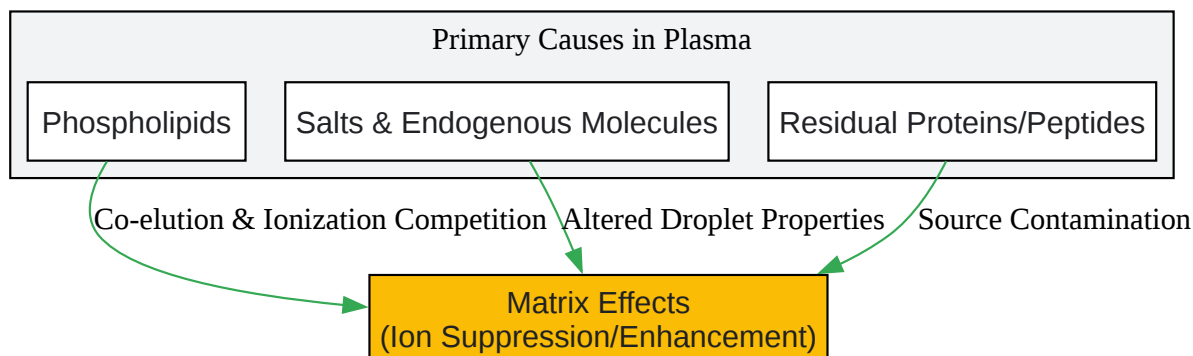 Primary Causes in Plasma
Phospholipids
Salts & Endogenous Molecules
Residual Proteins/Peptides
Co-elution & Ionization Competition
Altered Droplet Properties
Source Contamination
Matrix Effects
(Ion Suppression/Enhancement)